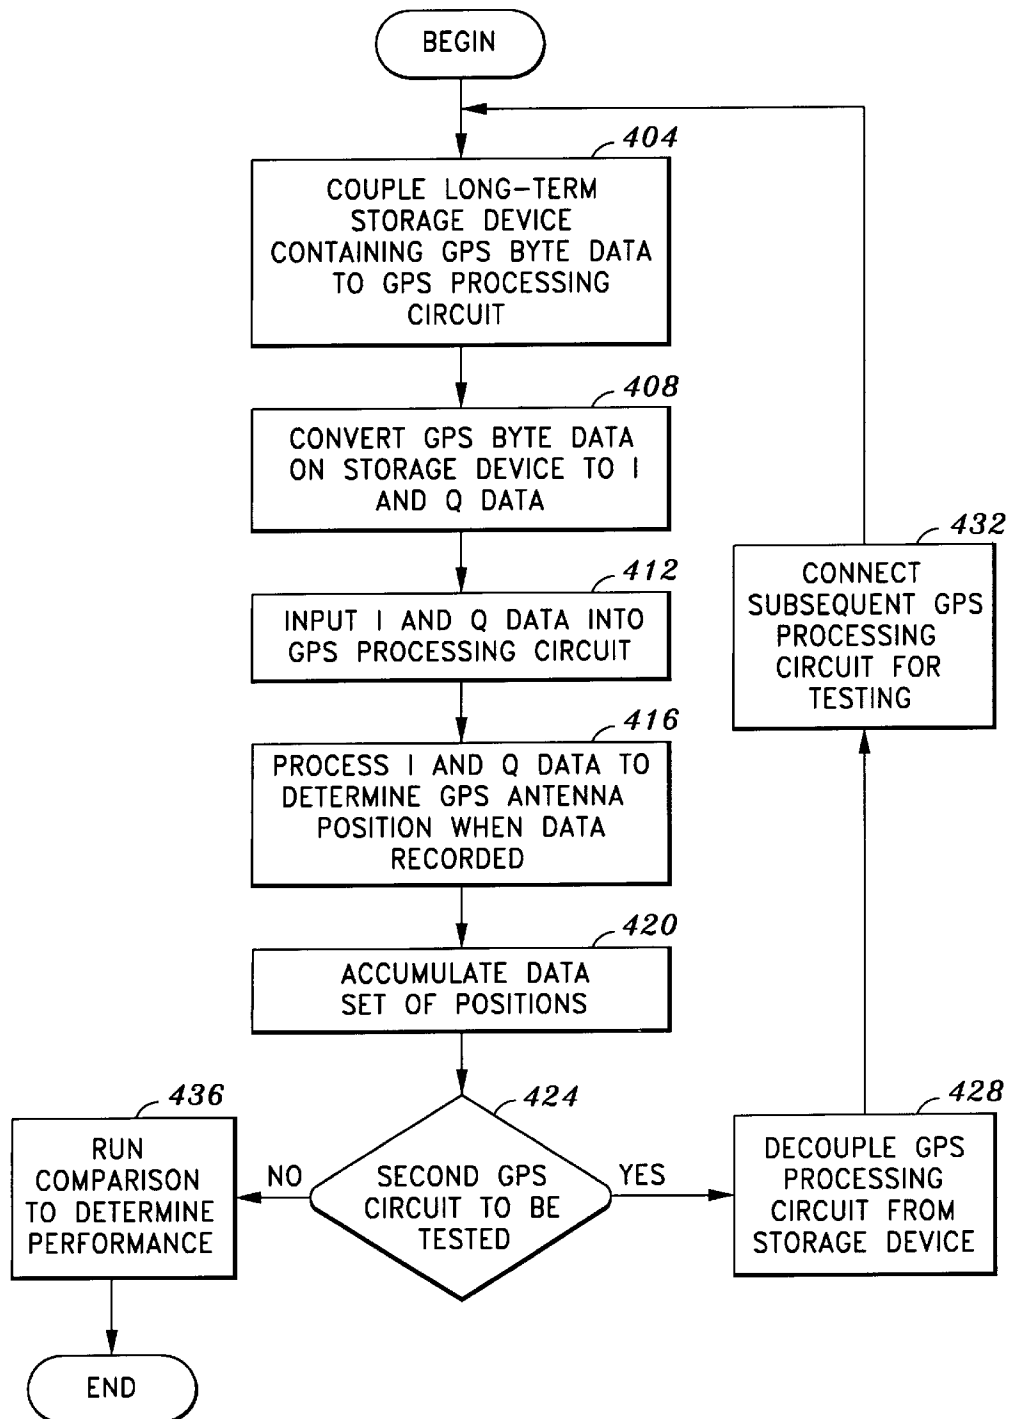 BEGIN
404
COUPLE LONG-TERM
STORAGE DEVICE
CONTAINING GPS BYTE DATA
TO GPS PROCESSING
CIRCUIT
408
CONVERT GPS BYTE DATA
ON STORAGE DEVICE TO I
AND Q DATA
412
INPUT I AND Q DATA INTO
GPS PROCESSING CIRCUIT
416
PROCESS I AND Q DATA TO
DETERMINE GPS ANTENNA
POSITION WHEN DATA
RECORDED
420
ACCUMULATE DATA
SET OF POSITIONS
424
SECOND GPS
CIRCUIT TO BE
TESTED
YES
428
DECOUPLE GPS
PROCESSING
CIRCUIT FROM
STORAGE DEVICE
432
CONNECT
SUBSEQUENT GPS
PROCESSING
CIRCUIT FOR
TESTING
NO
436
RUN
COMPARISON
TO DETERMINE
PERFORMANCE
END